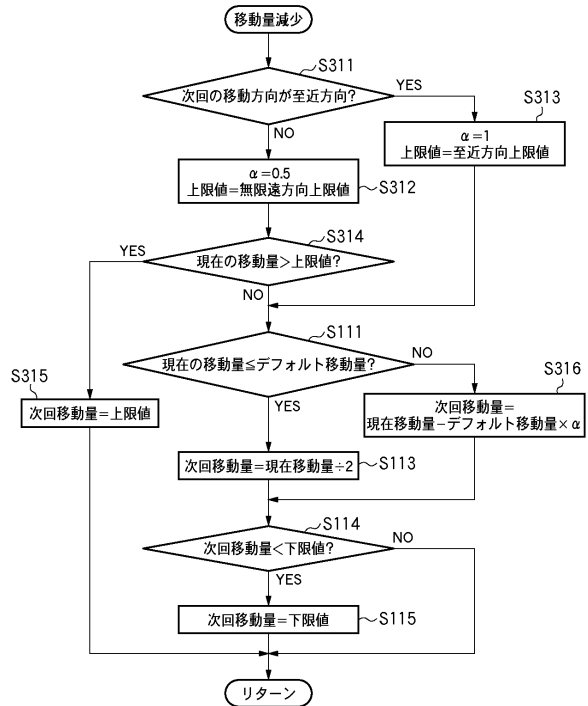 移動量減少
S311
次回の移動方向が至近方向?
YES
NO
S313
α=1
上限値=至近方向上限値
α=0.5
上限値=無限遠方向上限値
S312
S314
YES
現在の移動量>上限値?
NO
S111
現在の移動量≦デフォルト移動量?
NO
YES
S315
次回移動量=上限値
S316
次回移動量=
現在移動量-デフォルト移動量×α
次回移動量=現在移動量÷2
S113
S114
次回移動量<下限値?
NO
YES
次回移動量=下限値
S115
リターン